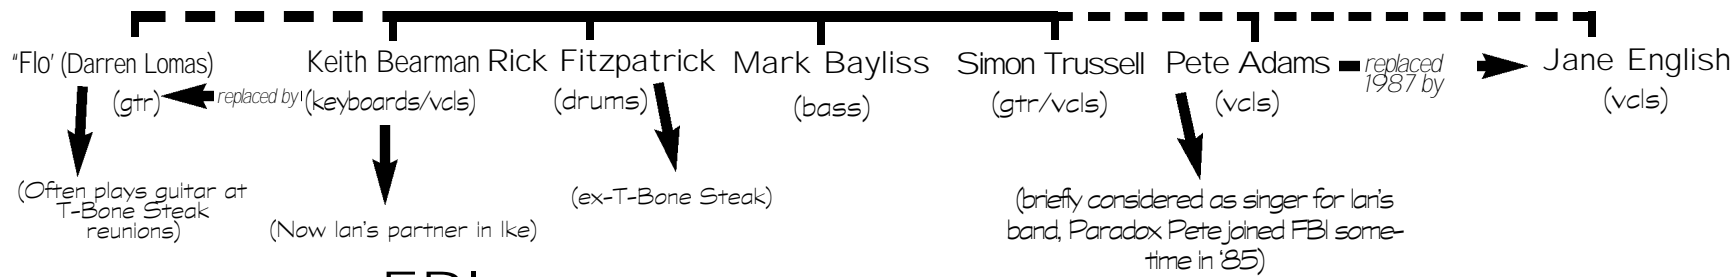 "Flo' (Darren Lomas)
(gtr)
replaced by
Keith Bearman
(keyboards/vcls)
Rick Fitzpatrick
(drums)
Mark Bayliss
(bass)
Simon Trussell
(gtr/vcls)
Pete Adams
(vcls)
replaced
1987 by
Jane English
(vcls)
(Often plays guitar at
T-Bone Steak
reunions)
(Now Ian's partner in Ike)
(ex-T-Bone Steak)
(briefly considered as singer for Ian's
band, Paradox Pete joined FBI some-
time in '85)